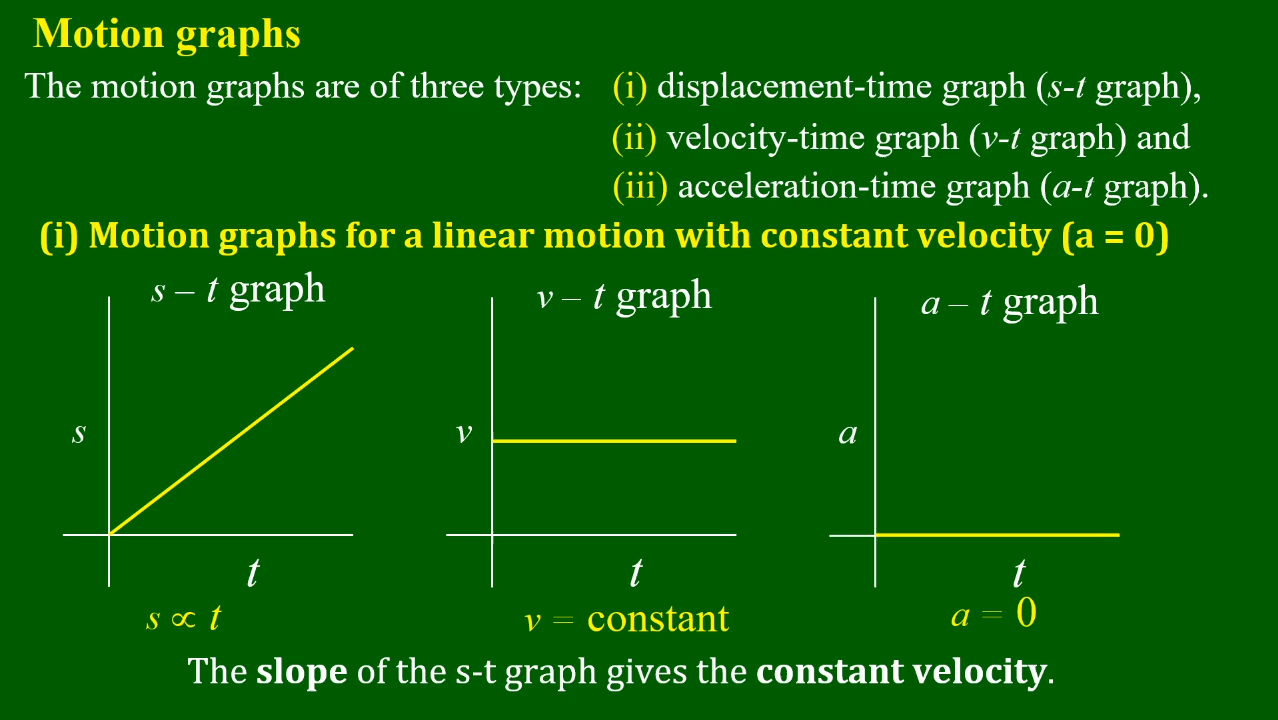 Motion graphs
The motion graphs are of three types: (i) displacement-time graph (s-t graph),
(ii) velocity-time graph (v-t graph) and
(iii) acceleration-time graph (a-t graph).
(i) Motion graphs for a linear motion with constant velocity (a = 0)
s – t graph
s
t
s ∝ t
v – t graph
v
t
v = constant
a – t graph
a
t
a = 0
The slope of the s-t graph gives the constant velocity.